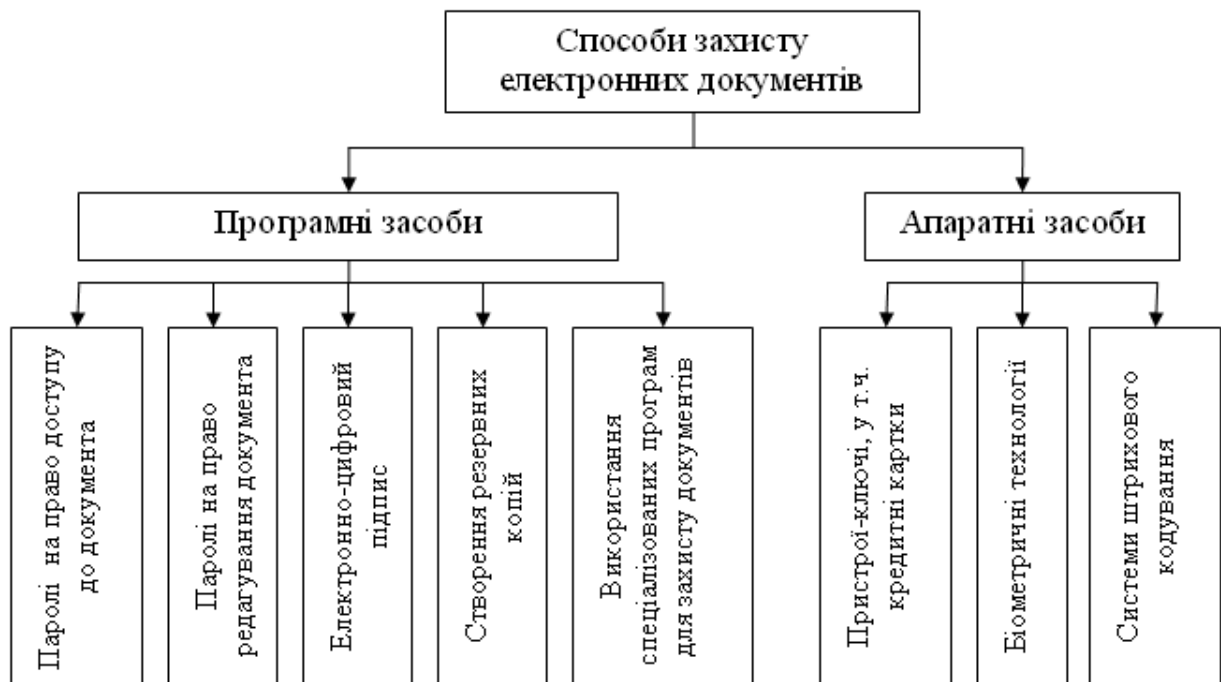 Способи захисту
електронних документів
Програмні засоби
Апаратні засоби
Паролі на право доступу
до документа
Паролі на право
редагування документа
Електронно-цифровий
підпис
Створення резервних
копій
Використання
спеціалізованих програм
для захисту документів
Пристрої-ключі, у т.ч.
кредитні картки
Біометричні технології
Системи штрихового
кодування